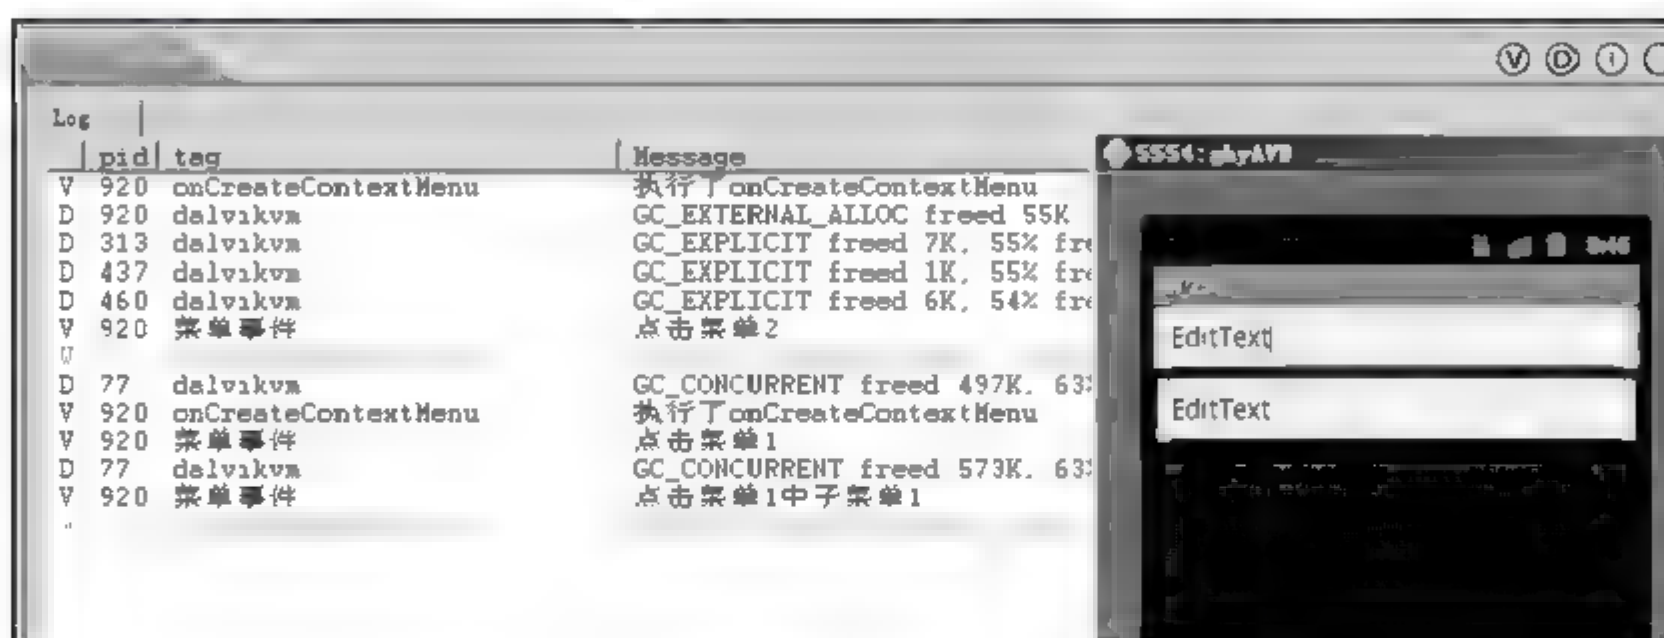 V D i
Log
pid tag Message
V 920 onCreateContextMenu 执行了onCreateContextMenu
D 920 dalvikvm GC_EXTERNAL_ALLOC freed 55K
D 313 dalvikvm GC_EXPLICIT freed 7K, 55% fre
D 437 dalvikvm GC_EXPLICIT freed 1K, 55% fre
D 460 dalvikvm GC_EXPLICIT freed 6K, 54% fre
V 920 菜单事件 点击菜单2
W
D 77 dalvikvm GC_CONCURRENT freed 497K, 63%
V 920 onCreateContextMenu 执行了onCreateContextMenu
V 920 菜单事件 点击菜单1
D 77 dalvikvm GC_CONCURRENT freed 573K, 63%
V 920 菜单事件 点击菜单1中子菜单1
EditText
EditText